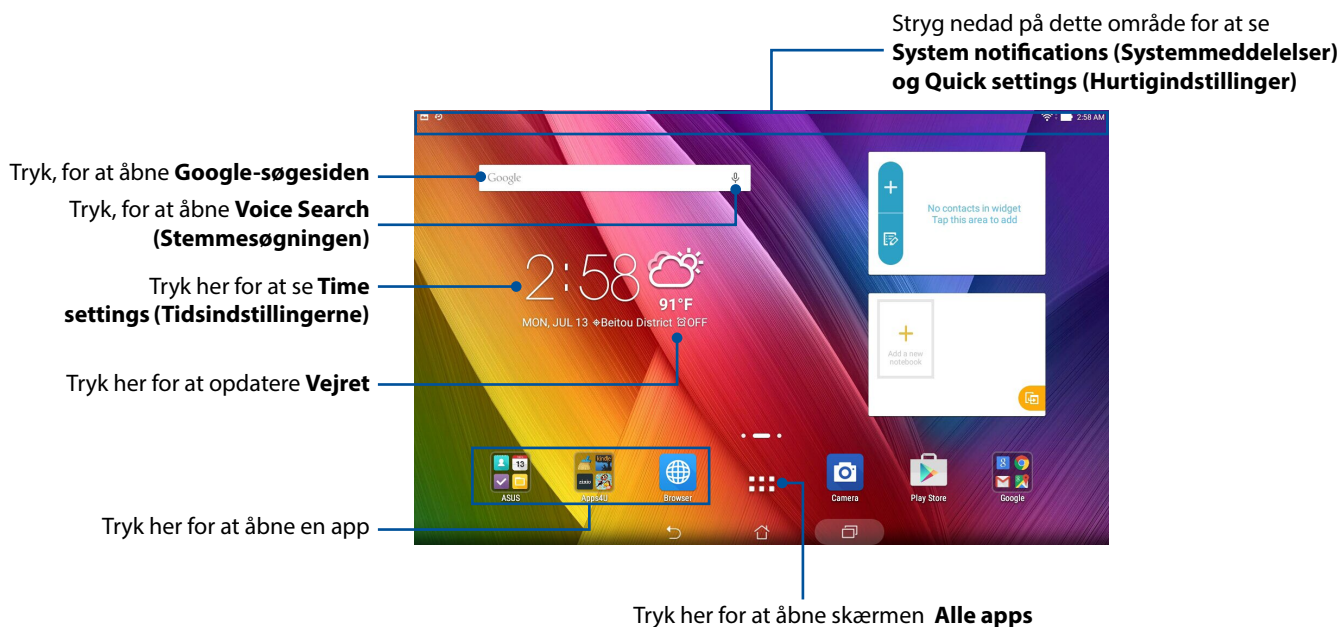 Stryg nedad på dette område for at se
System notifications (Systemmeddelelser)
og Quick settings (Hurtigindstillinger)
2:58 AM
Tryk, for at åbne Google-søgesiden
Google
Tryk, for at åbne Voice Search
(Stemmesøgningen)
No contacts in widget
Tap this area to add
Tryk her for at se Time
settings (Tidsindstillingerne)
2:58
91°F
MON, JUL 13 Beitou District OFF
Add a new
notebook
Tryk her for at opdatere Vejret
13
kindle
zinio
8
ASUS
Apps4U
Browser
Camera
Play Store
Google
Tryk her for at åbne en app
Tryk her for at åbne skærmen Alle apps